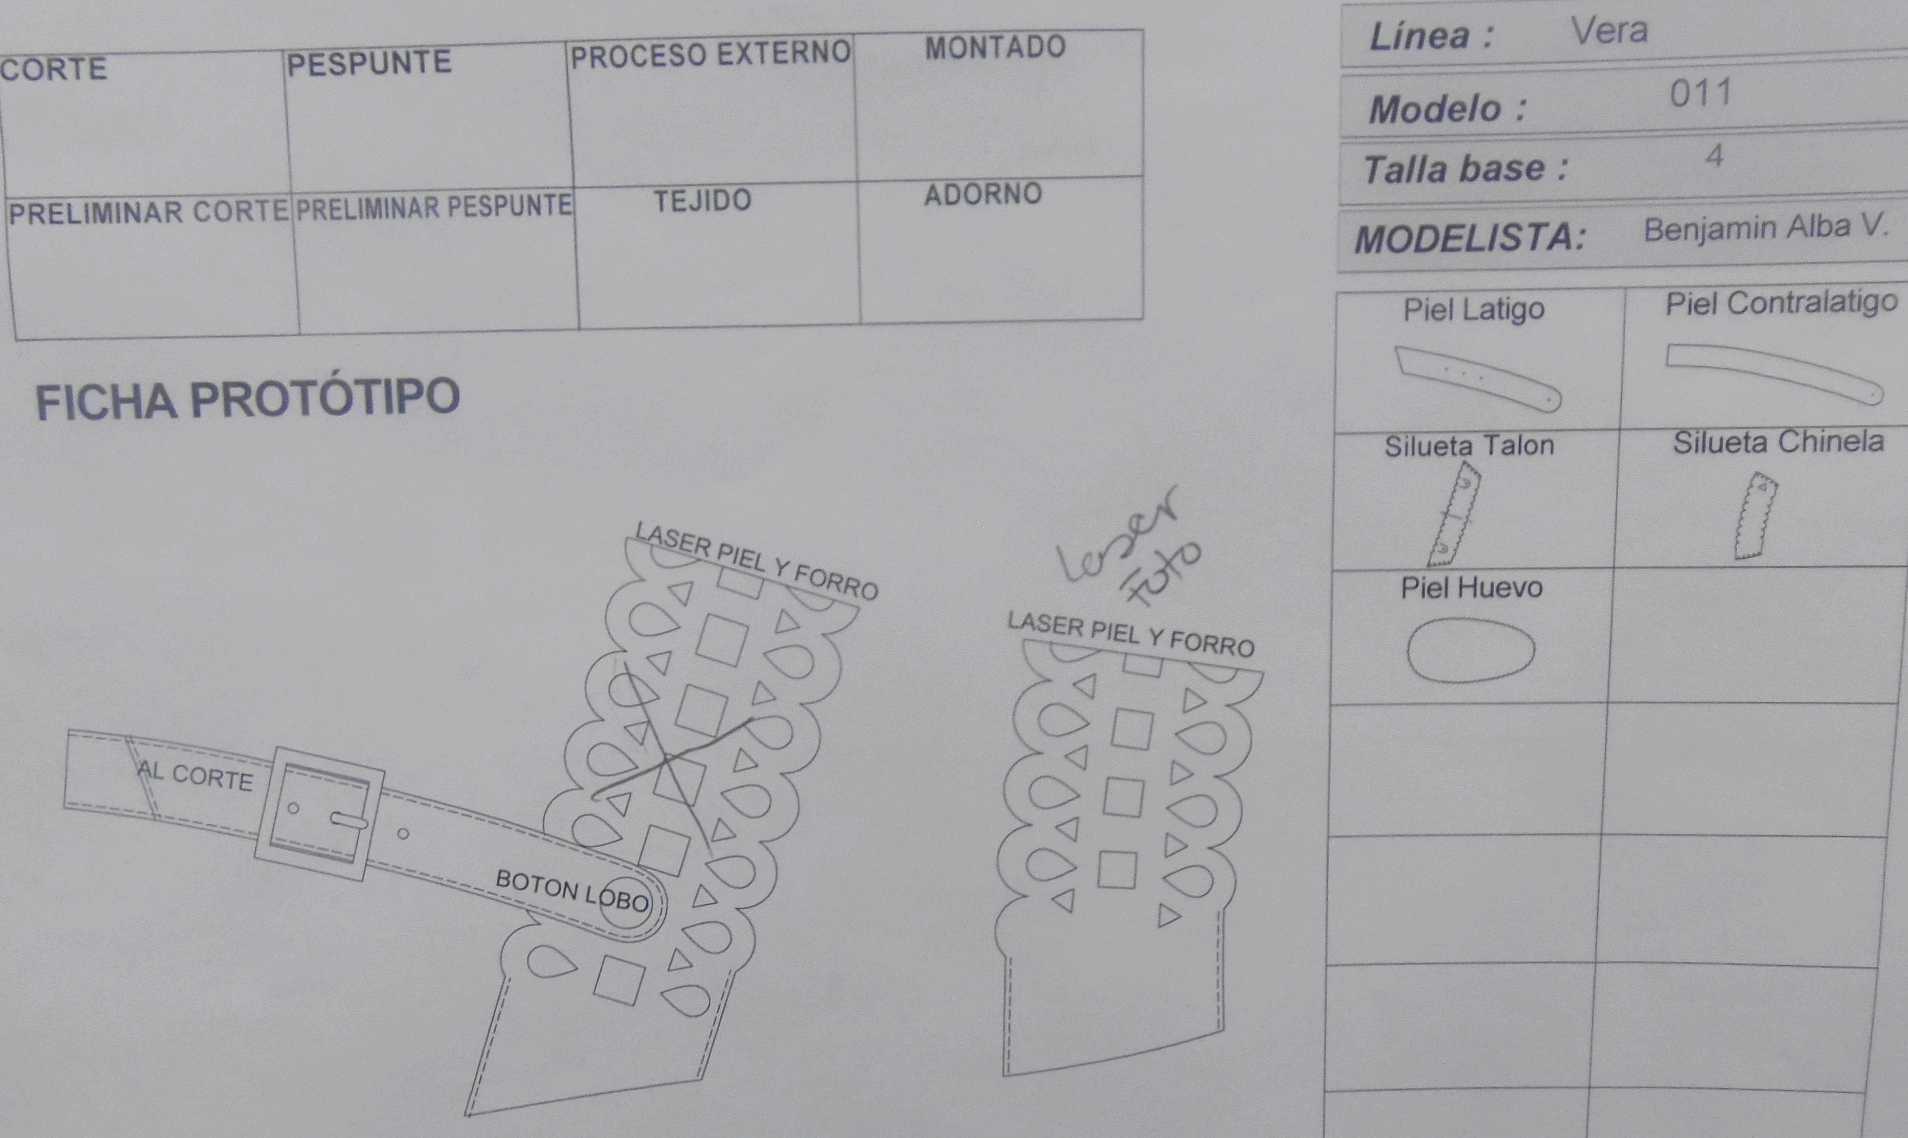 CORTE PESPUNTE PROCESO EXTERNO MONTADO
PRELIMINAR CORTE PRELIMINAR PESPUNTE TEJIDO ADORNO
Línea : Vera
Modelo : 011
Talla base : 4
MODELISTA: Benjamin Alba V.
FICHA PROTÓTIPO
Piel Latigo Piel Contralatigo
Silueta Talon Silueta Chinela
Piel Huevo
LASER PIEL Y FORRO
Laser
Foto
LASER PIEL Y FORRO
AL CORTE
BOTON LOBO